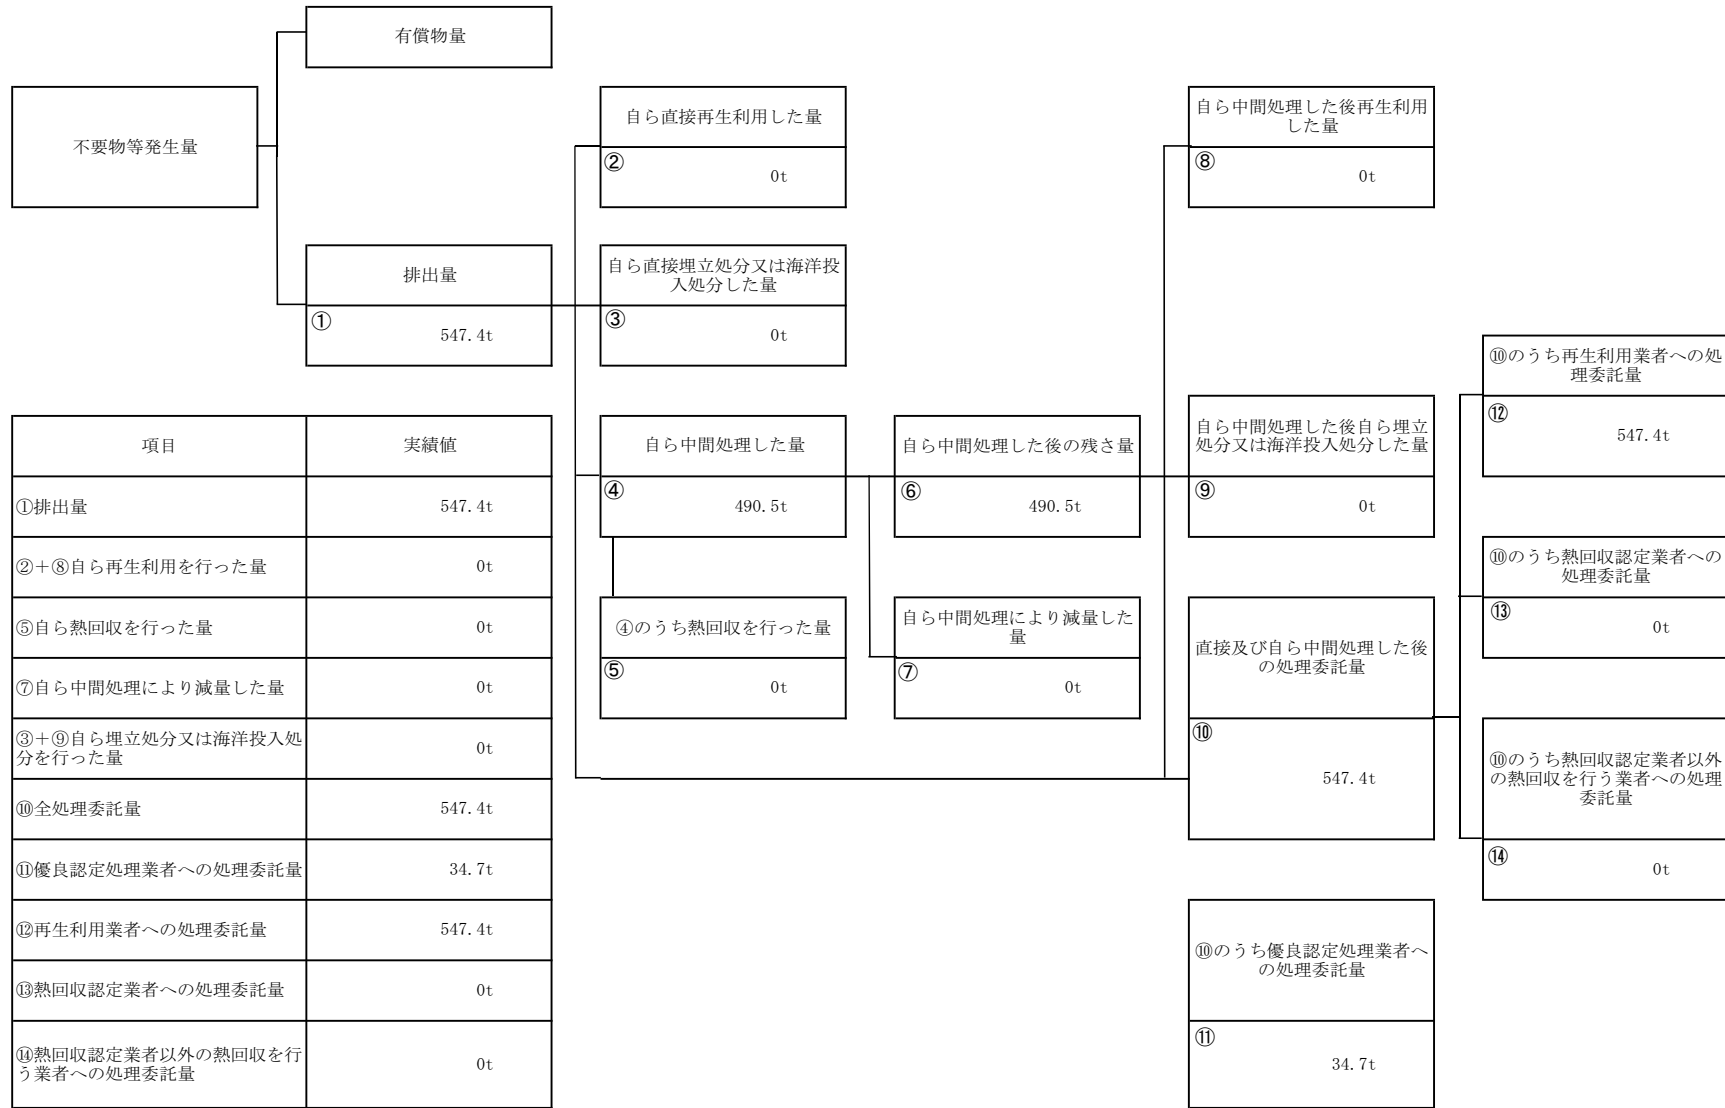 有償物量
不要物等発生量
自ら直接再生利用した量
②
0t
自ら中間処理した後再生利用
した量
⑧
0t
排出量
①
547.4t
自ら直接埋立処分又は海洋投
入処分した量
③
0t
⑩のうち再生利用業者への処
理委託量
⑫
547.4t
項目
実績値
①排出量
547.4t
②＋⑧自ら再生利用を行った量
0t
⑤自ら熱回収を行った量
0t
⑦自ら中間処理により減量した量
0t
③＋⑨自ら埋立処分又は海洋投入処
分を行った量
0t
⑩全処理委託量
547.4t
⑪優良認定処理業者への処理委託量
34.7t
⑫再生利用業者への処理委託量
547.4t
⑬熱回収認定業者への処理委託量
0t
⑭熱回収認定業者以外の熱回収を行
う業者への処理委託量
0t
自ら中間処理した量
④
490.5t
自ら中間処理した後の残さ量
⑥
490.5t
自ら中間処理した後自ら埋立
処分又は海洋投入処分した量
⑨
0t
⑩のうち熱回収認定業者への
処理委託量
⑬
0t
④のうち熱回収を行った量
⑤
0t
自ら中間処理により減量した
量
⑦
0t
直接及び自ら中間処理した後
の処理委託量
⑩
547.4t
⑩のうち熱回収認定業者以外
の熱回収を行う業者への処理
委託量
⑭
0t
⑩のうち優良認定処理業者へ
の処理委託量
⑪
34.7t